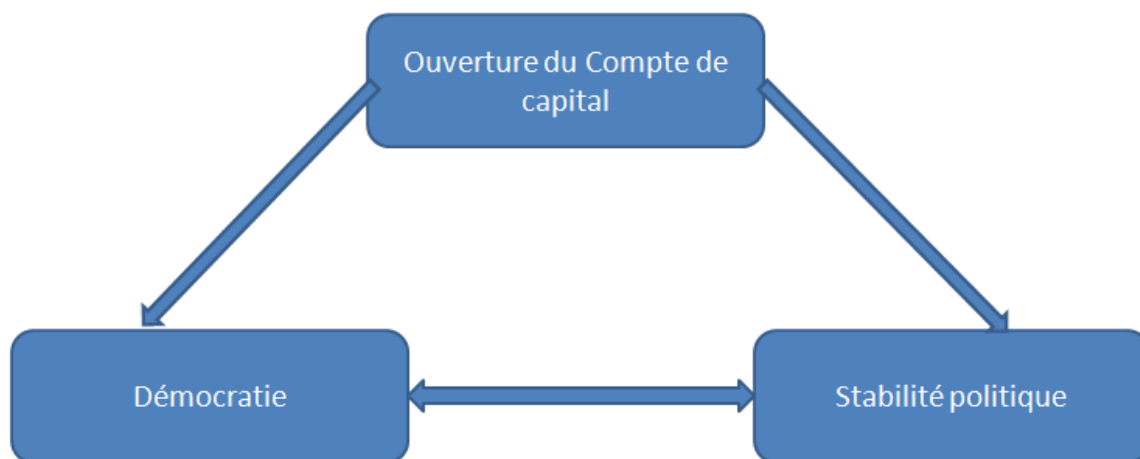 Ouverture du Compte de
capital
Démocratie
Stabilité politique